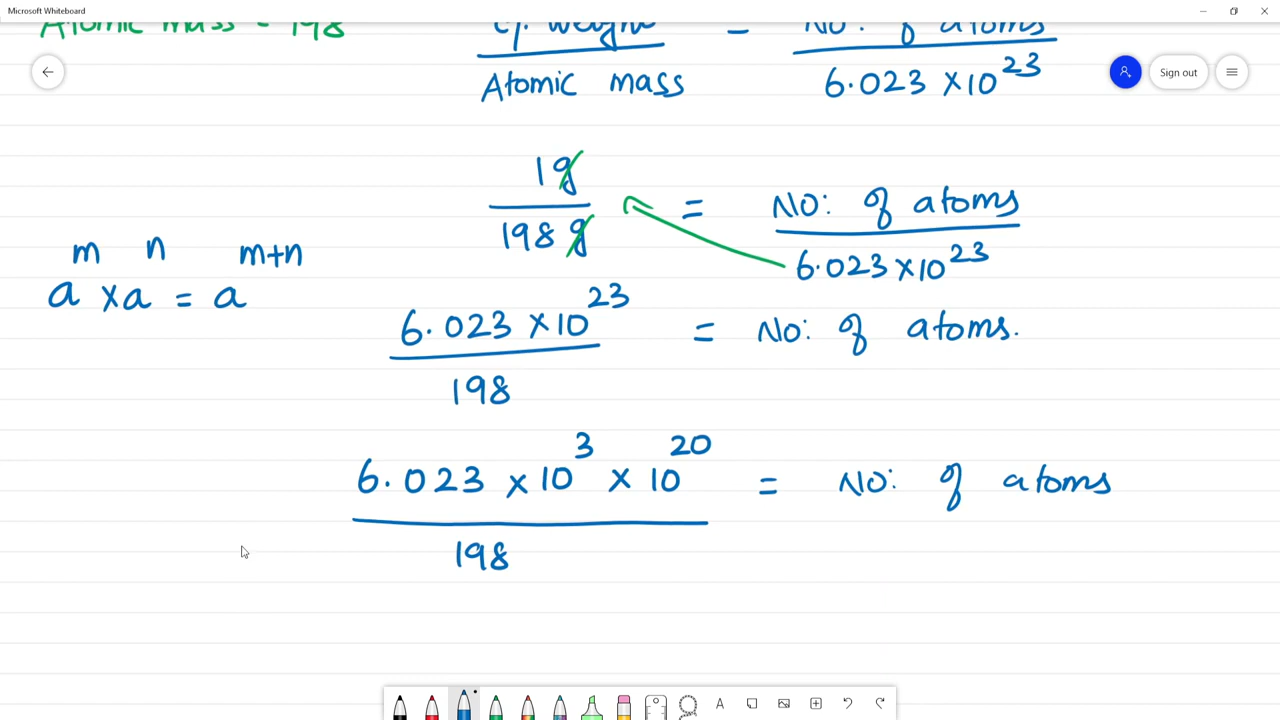 Microsoft Whiteboard
Atomic mass = 198
weight = No: of atoms
Atomic mass 6.023 × 10^23
Sign out
1g
198 g = No: of atoms
6.023 × 10^23
a^m × a^n = a^m+n
6.023 × 10^23 = No: of atoms.
198
6.023 × 10^3 × 10^20 = No: of atoms
198
A